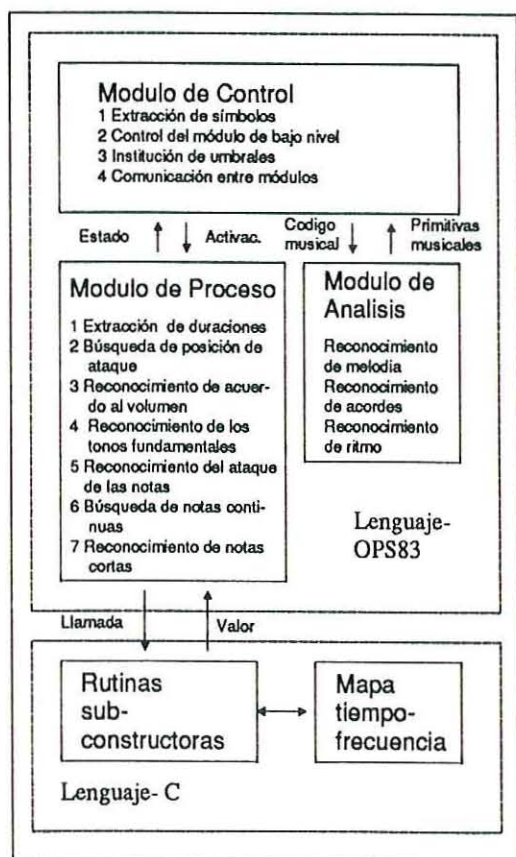 Modulo de Control
1 Extracción de símbolos
2 Control del módulo de bajo nivel
3 Institución de umbrales
4 Comunicación entre módulos
Estado
Activac.
Codigo
musical
Primitivas
musicales
Modulo de Proceso
1 Extracción de duraciones
2 Búsqueda de posición de
ataque
3 Reconocimiento de acuer-
do al volumen
4 Reconocimiento de los
tonos fundamentales
5 Reconocimiento del ataque
de las notas
6 Búsqueda de notas conti-
nuas
7 Reconocimiento de notas
cortas
Modulo de
Analisis
Reconocimiento
de melodia
Reconocimiento
de acordes
Reconocimiento
de ritmo
Lenguaje-
OPS83
Llamada
Valor
Rutinas
sub-
constructoras
Mapa
tiempo-
frecuencia
Lenguaje- C